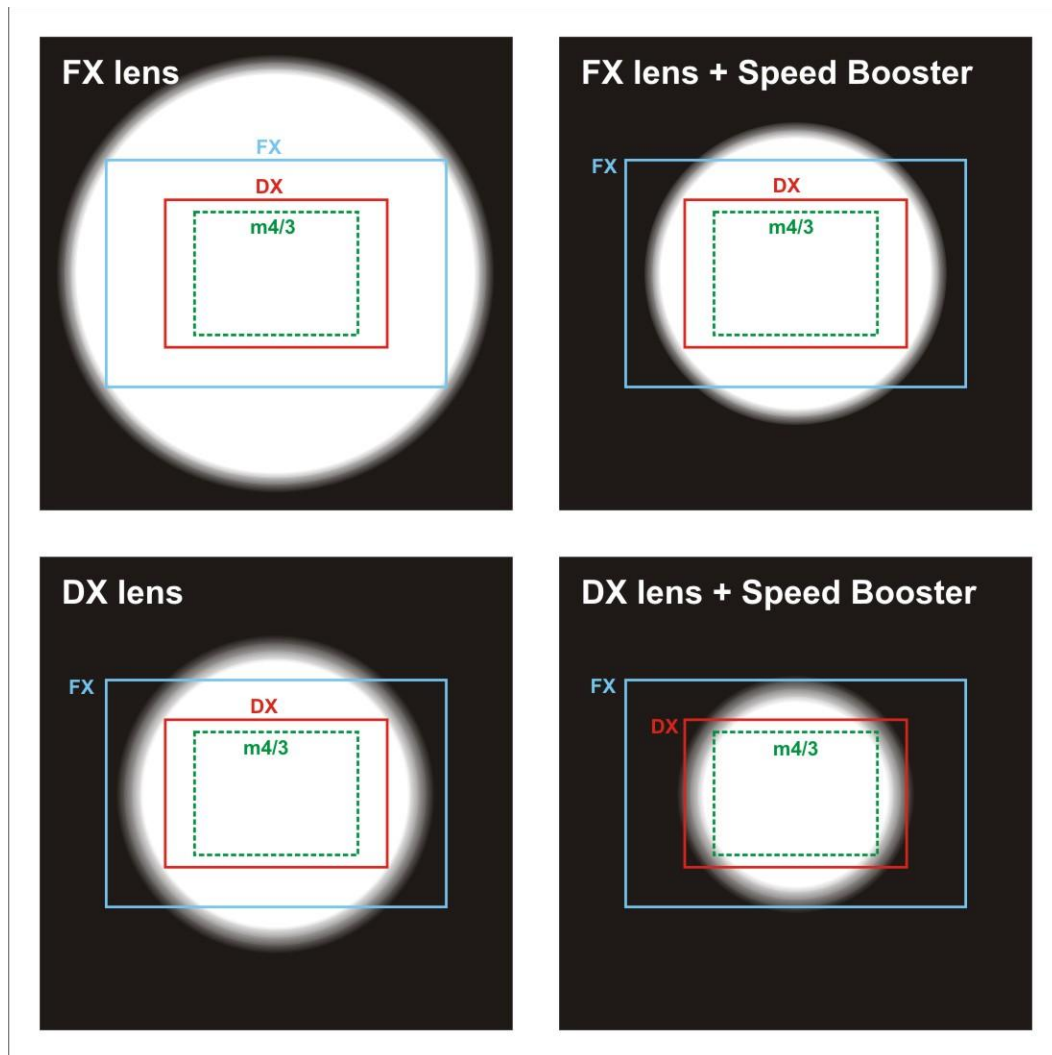 FX lens
FX
DX
m4/3
FX lens + Speed Booster
FX
DX
m4/3
DX lens
FX
DX
m4/3
DX lens + Speed Booster
FX
DX
m4/3